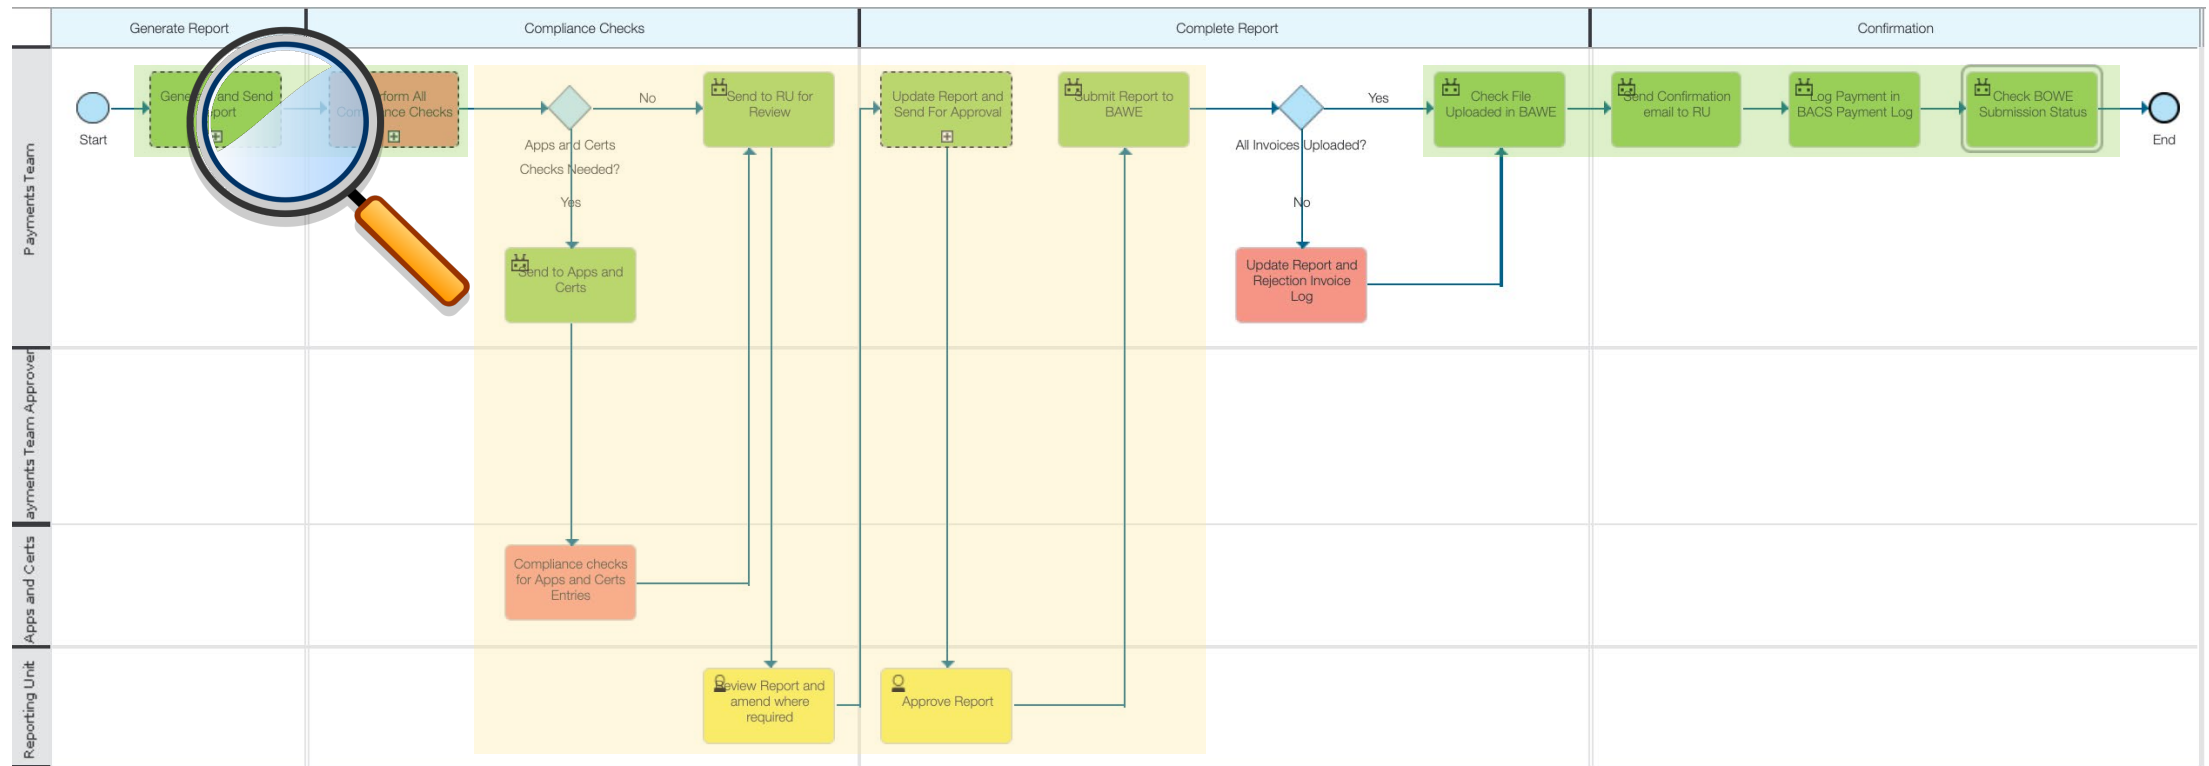 Generate Report
Compliance Checks
Complete Report
Confirmation
Payments Team
ayments Team Approver
Apps and Certs
Reporting Unit
Start
and Send
All
Checks
Apps and Certs
Checks Needed?
No
Yes
Send to RU for
Review
Send to Apps and
Certs
Compliance checks
for Apps and Certs
Entries
Review Report and
amend where
required
Update Report and
Send For Approval
Approve Report
Submit Report to
BAWE
All Invoices Uploaded?
Yes
No
Update Report and
Rejection Invoice
Log
Check File
Uploaded in BAWE
Send Confirmation
email to RU
Log Payment in
BACS Payment Log
Check BOWE
Submission Status
End